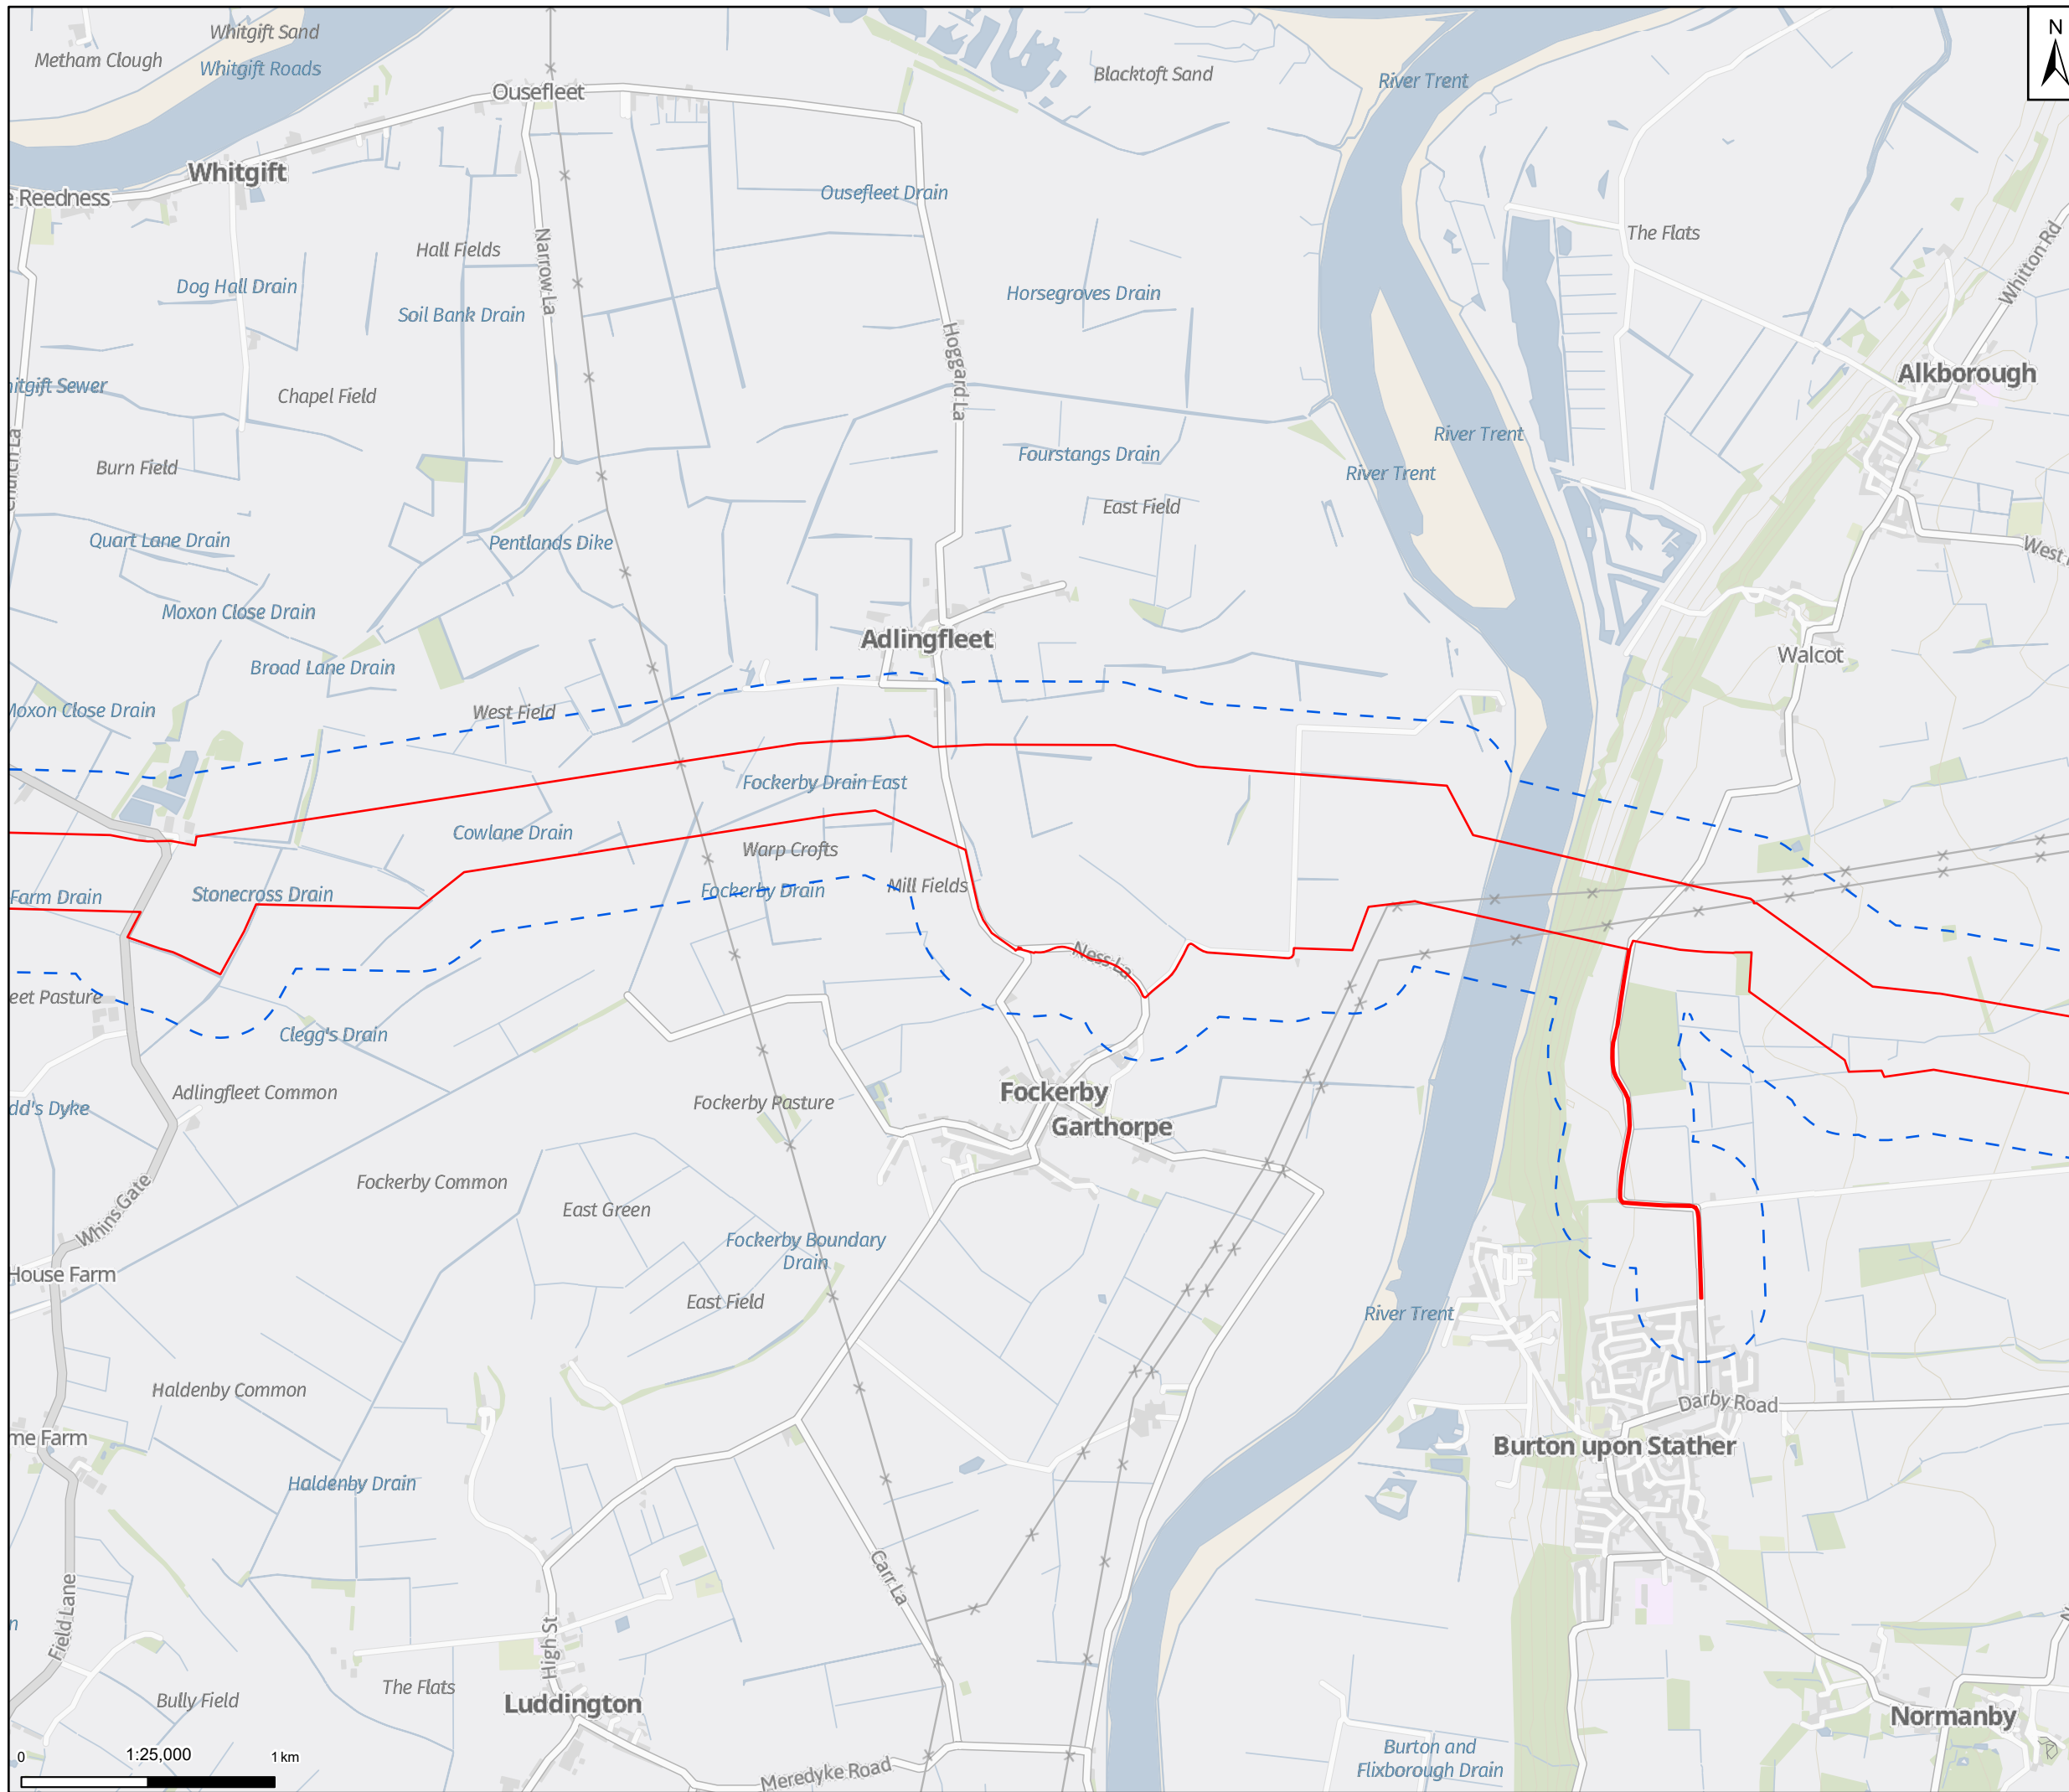 Whitgift Sand
Metham Clough
Whitgift Roads
Blacktoft Sand
River Trent
N
Ousefleet
Whitgift
e Reedness
Ousefleet Drain
The Flats
Whitton Rd
Hall Fields
Narrow La
Dog Hall Drain
Soil Bank Drain
Horsegroves Drain
Hoggard La
Alkborough
hitgift Sewer
Chapel Field
River Trent
Church La
Burn Field
Fourstangs Drain
River Trent
East Field
Quart Lane Drain
Pentlands Dike
West
Moxon Close Drain
Adlingfleet
Walcot
Broad Lane Drain
Moxon Close Drain
West Field
Fockerby Drain East
Cowlane Drain
Warp Crofts
Farm Drain
Stonecross Drain
Fockerby Drain
Mill Fields
Ness La
eet Pasture
Clegg's Drain
Adlingfleet Common
dd's Dyke
Fockerby Pasture
Fockerby
Garthorpe
Fockerby Common
Whins Gate
East Green
Fockerby Boundary
Drain
House Farm
East Field
River Trent
Haldenby Common
Darby Road
me Farm
Burton upon Stather
Haldenby Drain
Carr La
n
Field Lane
High St
Bully Field
The Flats
Luddington
Normanby
0
1:25,000
1 km
Meredyke Road
Burton and
Flixborough Drain